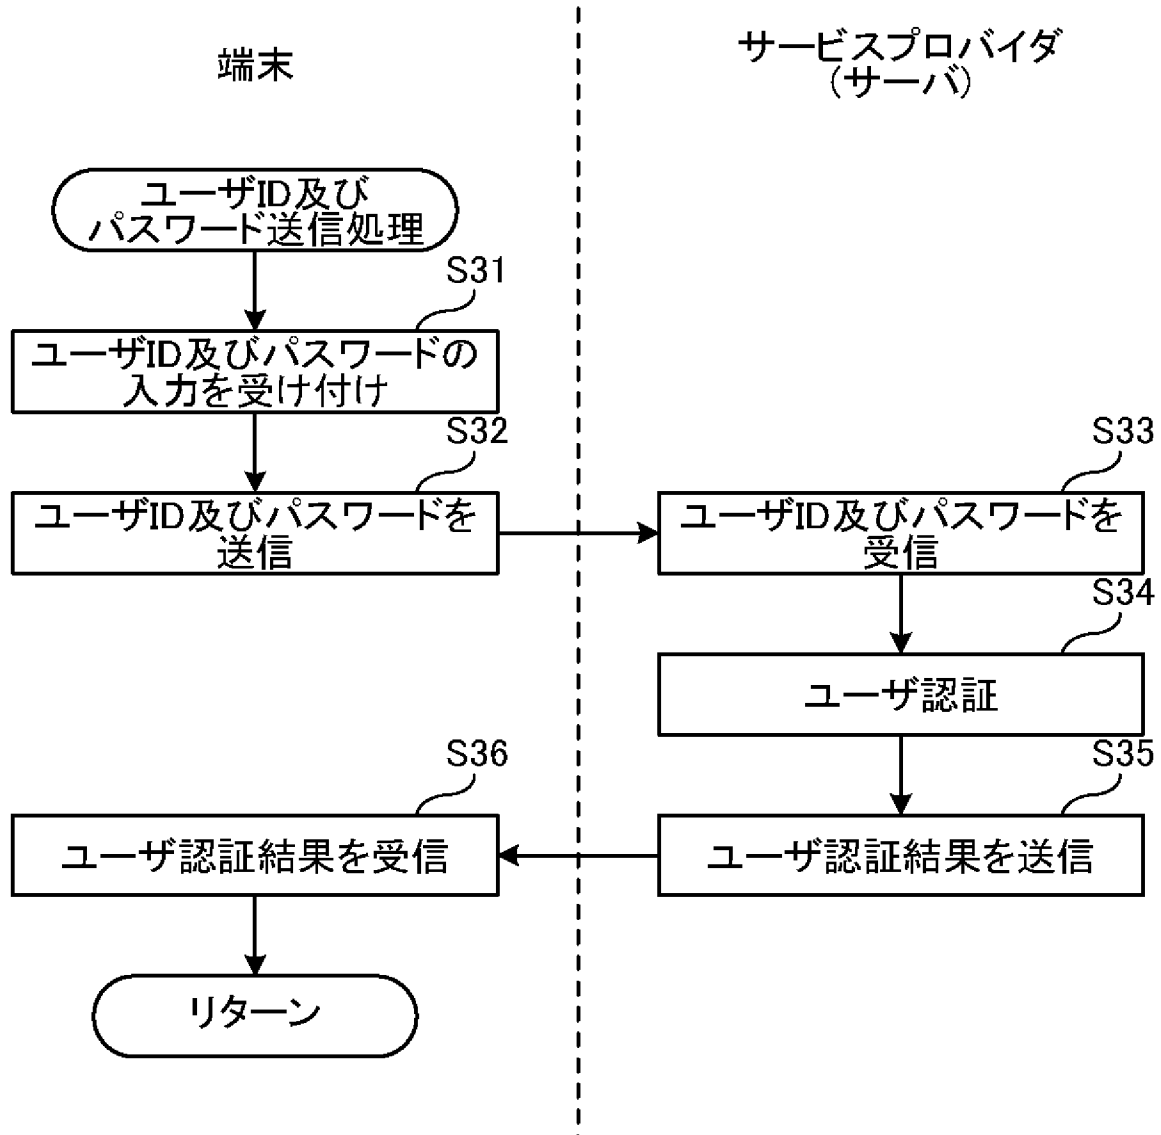 端末
サービスプロバイダ
(サーバ)
ユーザID及び
パスワード送信処理
S31
ユーザID及びパスワードの
入力を受け付け
S32
ユーザID及びパスワードを
送信
S33
ユーザID及びパスワードを
受信
S34
ユーザ認証
S35
ユーザ認証結果を送信
S36
ユーザ認証結果を受信
リターン